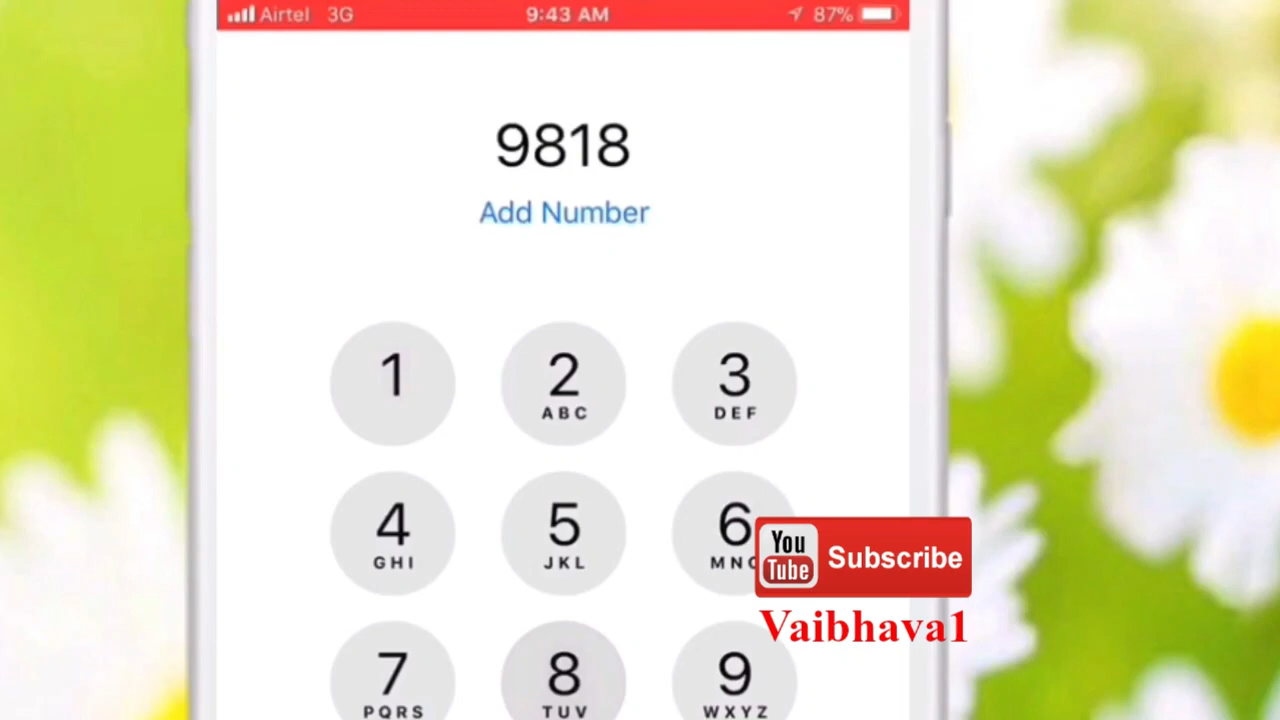 Airtel 3G 9:43 AM 87%
9818
Add Number
1 2 3
ABC DEF
4 5 6
GHI JKL MNO
You Tube Subscribe
Vaibhava1
7 8 9
PQRS TUV WXYZ